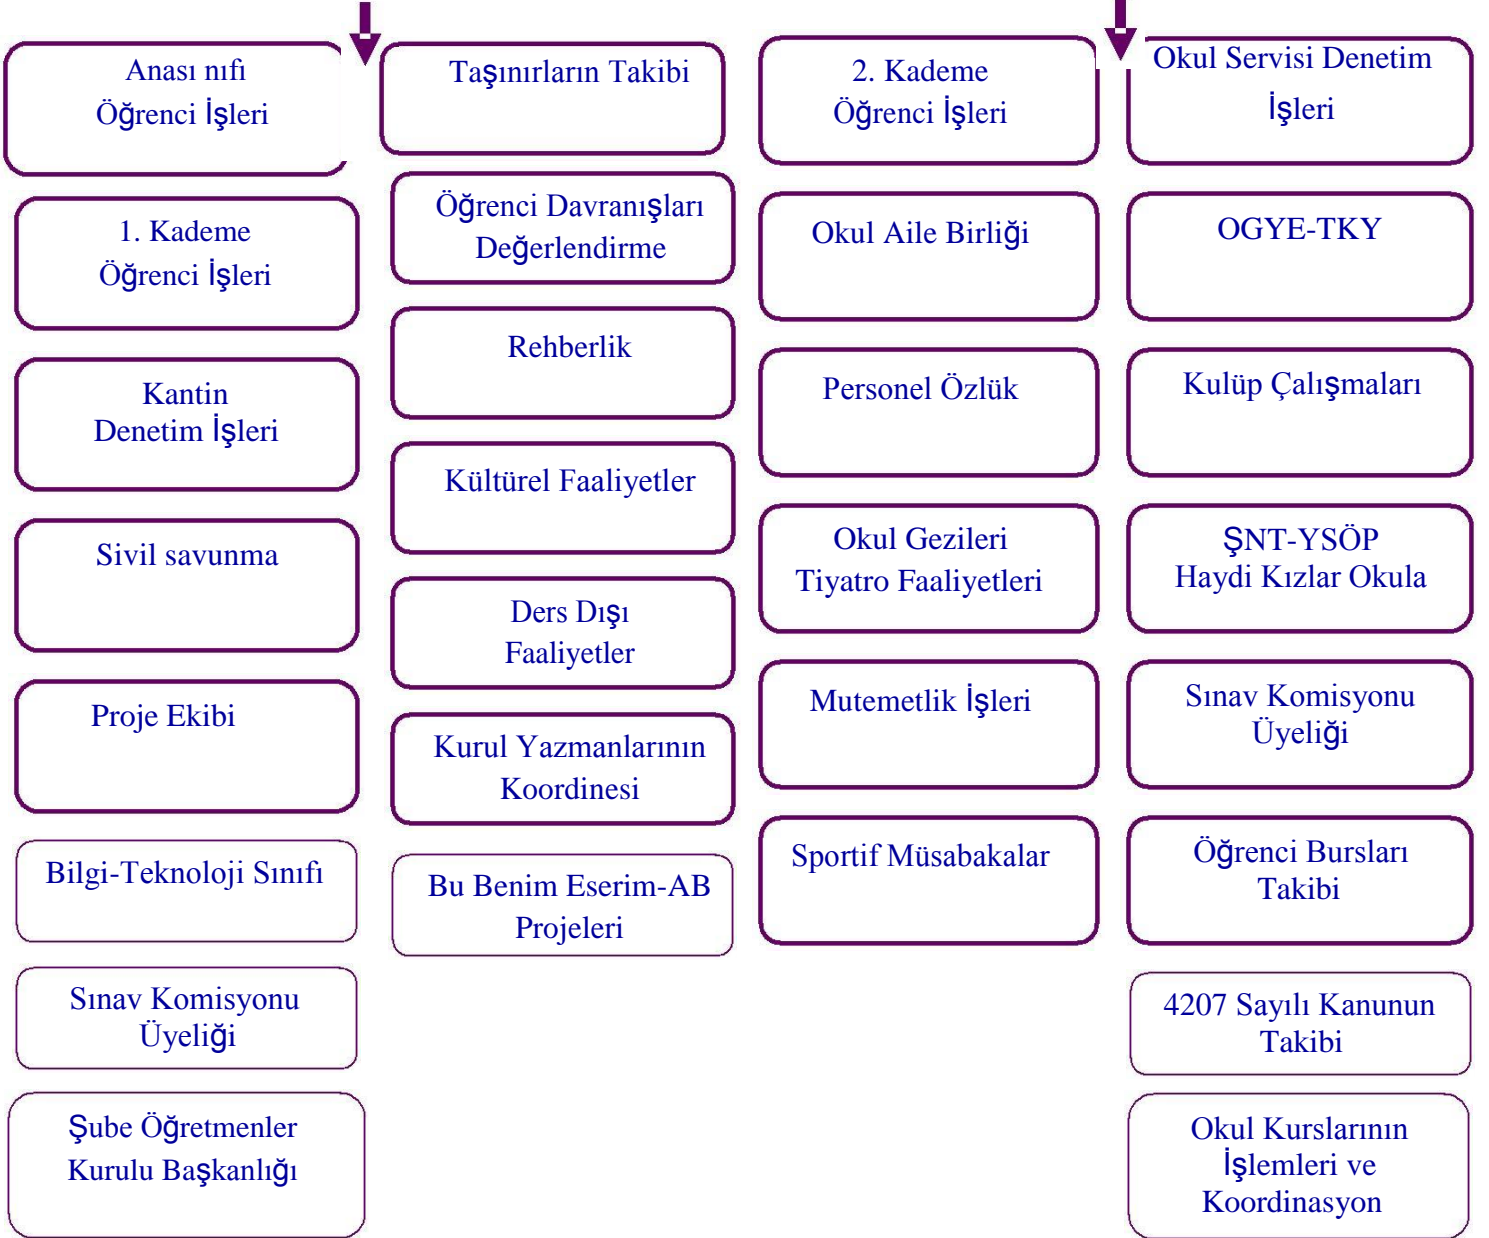 Anası nıfı
Öğrenci İşleri
1. Kademe
Öğrenci İşleri
Kantin
Denetim İşleri
Sivil savunma
Proje Ekibi
Bilgi-Teknoloji Sınıfı
Sınav Komisyonu
Üyeliği
Şube Öğretmenler
Kurulu Başkanlığı
Taşınırların Takibi
Öğrenci Davranışları
Değerlendirme
Rehberlik
Kültürel Faaliyetler
Ders Dışı
Faaliyetler
Kurul Yazmanlarının
Koordinesi
Bu Benim Eserim-AB
Projeleri
2. Kademe
Öğrenci İşleri
Okul Aile Birliği
Personel Özlük
Okul Gezileri
Tiyatro Faaliyetleri
Mutemetlik İşleri
Sportif Müsabakalar
Okul Servisi Denetim
İşleri
OGYE-TKY
Kulüp Çalışmaları
ŞNT-YSÖP
Haydi Kızlar Okula
Sınav Komisyonu
Üyeliği
Öğrenci Bursları
Takibi
4207 Sayılı Kanunun
Takibi
Okul Kurslarının
İşlemleri ve
Koordinasyon